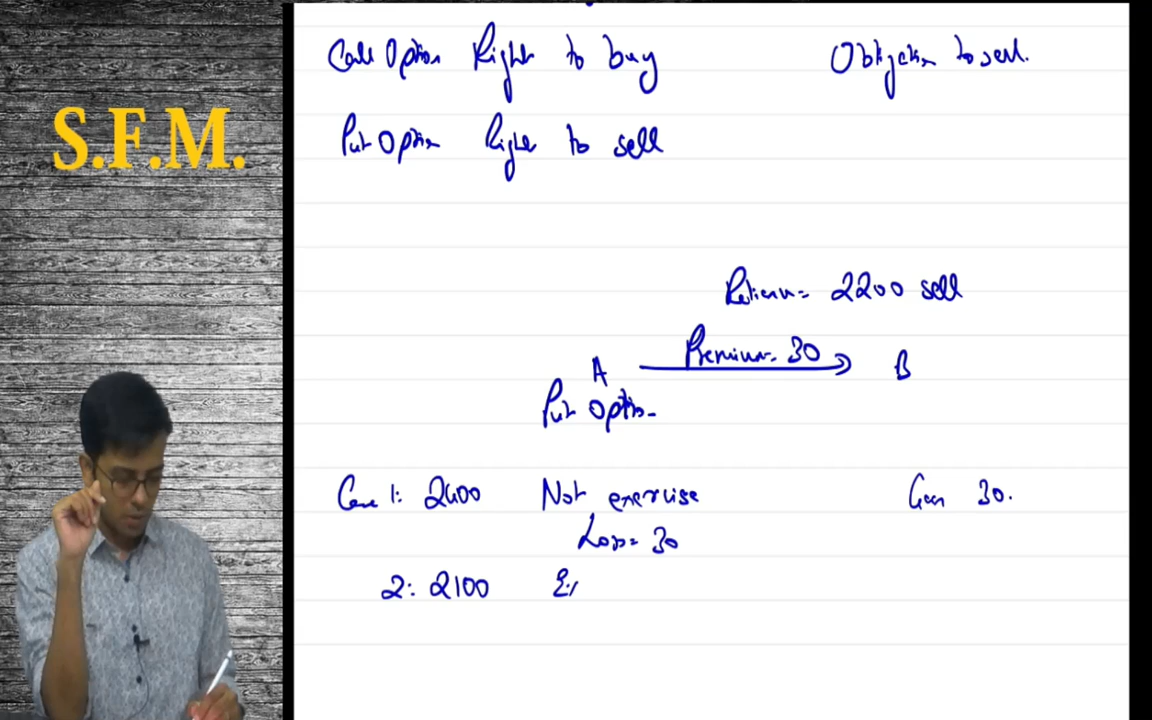 S.F.M.
Call Option Right to buy Obligation to sell.
Put Option Right to sell
Reliance = 2200 sell
Premium = 30
A B
Put Option
Case 1: 2400 Not exercise Gain 30.
Loss = 30
2: 2100